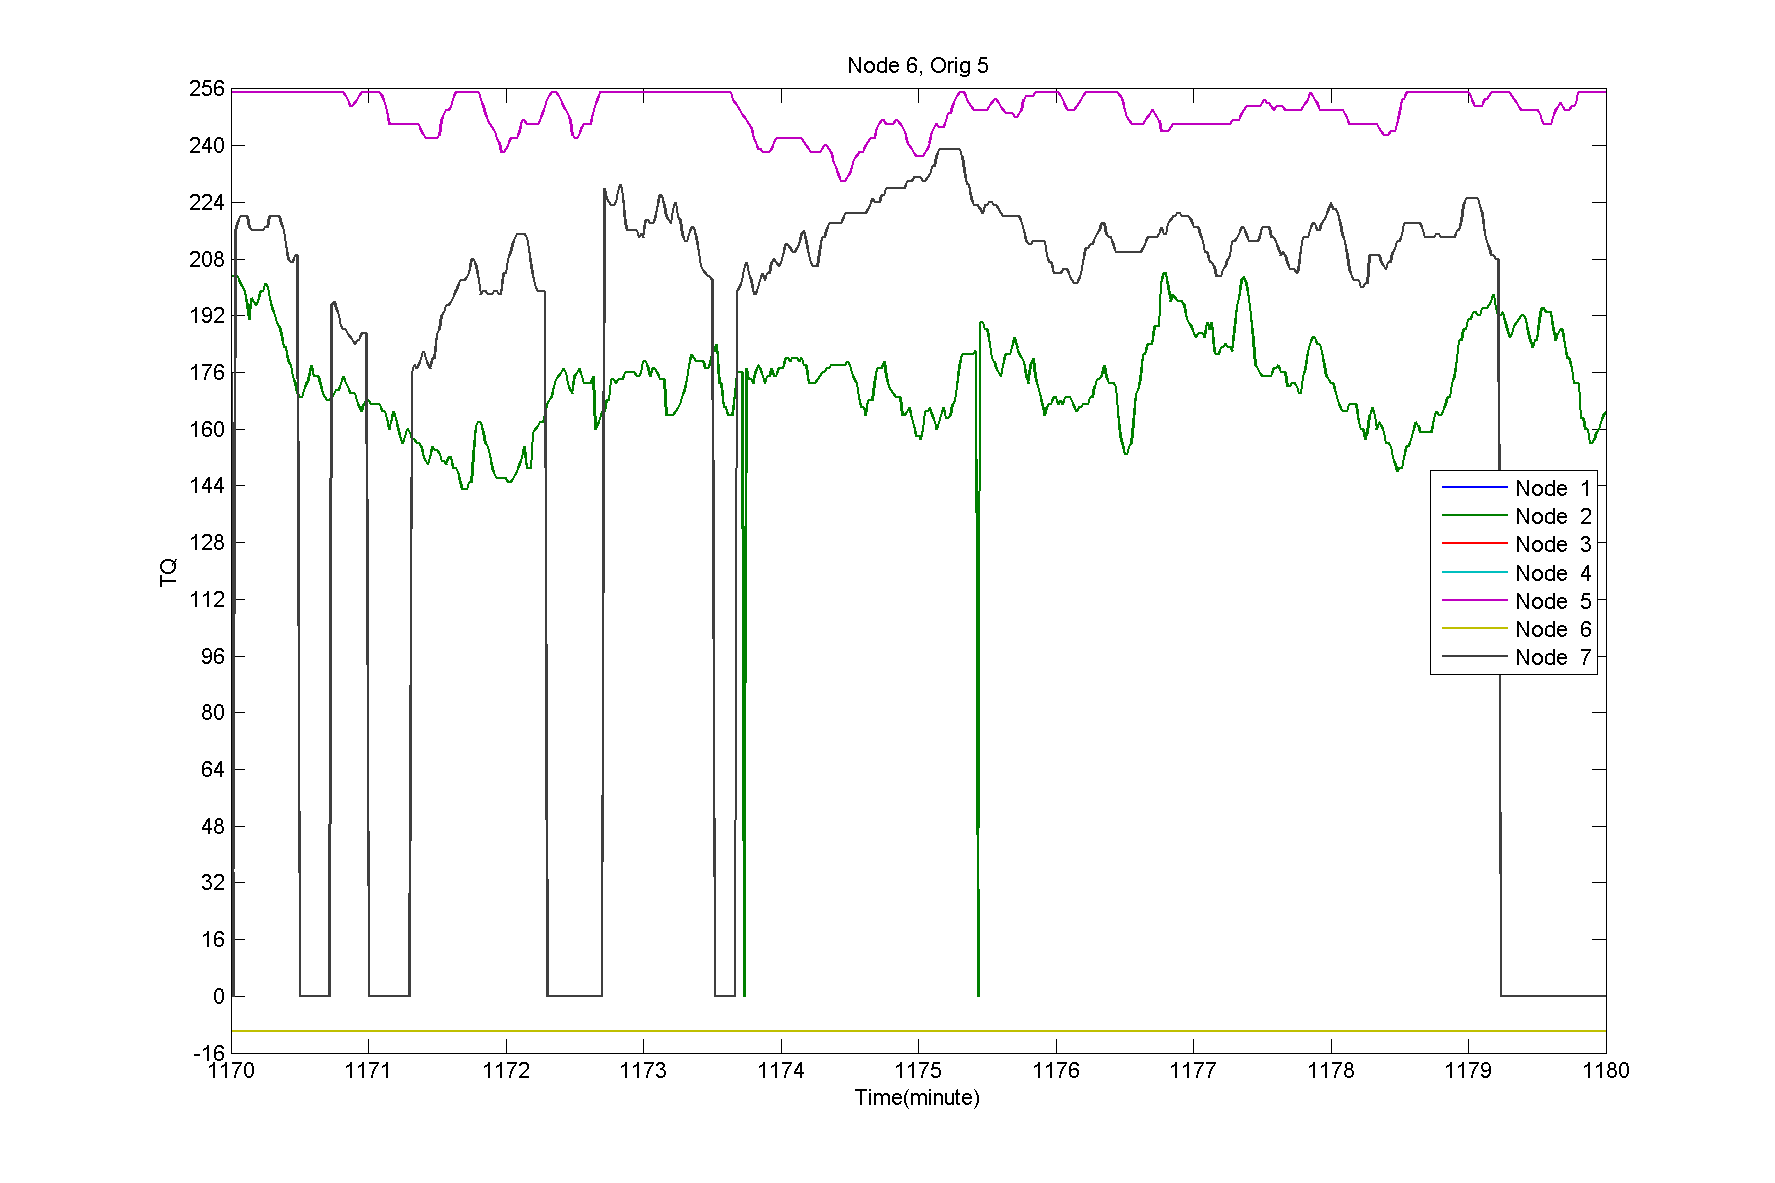 Node 6, Orig 5
256
240
224
208
192
176
160
144
128
112
96
80
64
48
32
16
0
-16
TQ
Node 1
Node 2
Node 3
Node 4
Node 5
Node 6
Node 7
1170 1171 1172 1173 1174 1175 1176 1177 1178 1179 1180
Time(minute)